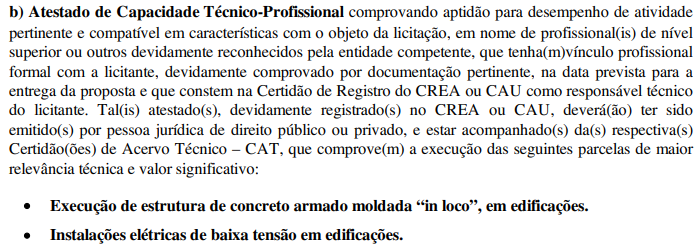 b) Atestado de Capacidade Técnico-Profissional comprovando aptidão para desempenho de atividade
pertinente e compatível em características com o objeto da licitação, em nome de profissional(is) de nível
superior ou outros devidamente reconhecidos pela entidade competente, que tenha(m)vínculo profissional
formal com a licitante, devidamente comprovado por documentação pertinente, na data prevista para a
entrega da proposta e que constem na Certidão de Registro do CREA ou CAU como responsável técnico
do licitante. Tal(is) atestado(s), devidamente registrado(s) no CREA ou CAU, deverá(ão) ter sido
emitido(s) por pessoa jurídica de direito público ou privado, e estar acompanhado(s) da(s) respectiva(s)
Certidão(ões) de Acervo Técnico – CAT, que comprove(m) a execução das seguintes parcelas de maior
relevância técnica e valor significativo:
• Execução de estrutura de concreto armado moldada “in loco”, em edificações.
• Instalações elétricas de baixa tensão em edificações.